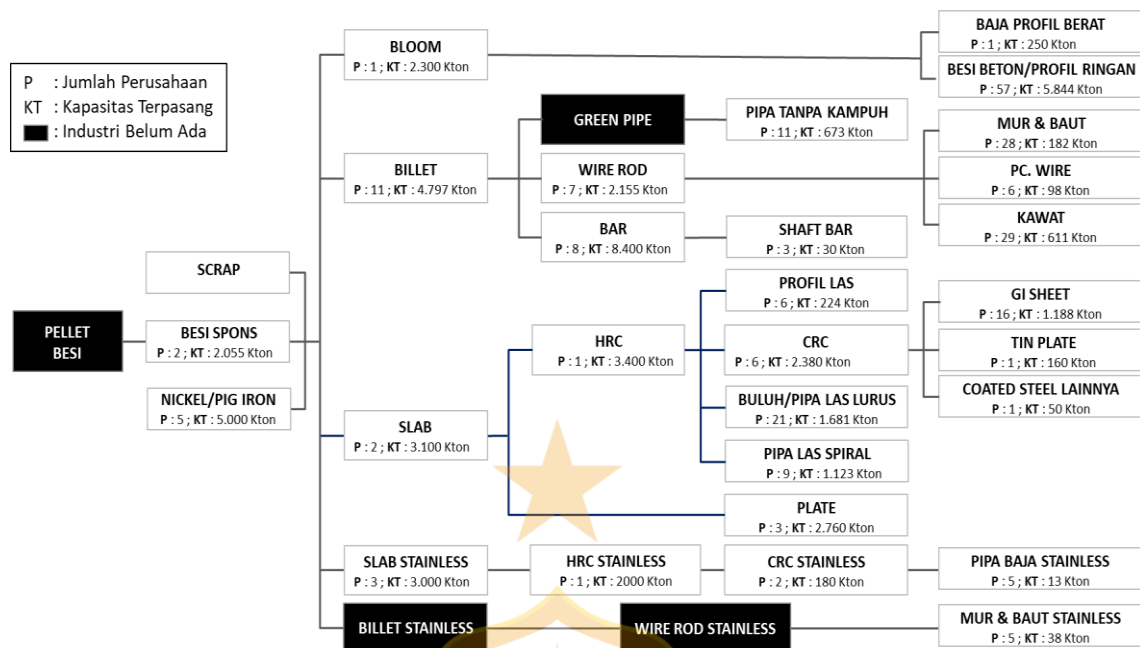 P : Jumlah Perusahaan
KT : Kapasitas Terpasang
: Industri Belum Ada
PELLET
BESI
SCRAP
BESI SPONS
P : 2 ; KT : 2.055 Kton
NICKEL/PIG IRON
P : 5 ; KT : 5.000 Kton
BLOOM
P : 1 ; KT : 2.300 Kton
BAJA PROFIL BERAT
P : 1 ; KT : 250 Kton
BESI BETON/PROFIL RINGAN
P : 57 ; KT : 5.844 Kton
BILLET
P : 11 ; KT : 4.797 Kton
GREEN PIPE
PIPA TANPA KAMPUH
P : 11 ; KT : 673 Kton
WIRE ROD
P : 7 ; KT : 2.155 Kton
MUR & BAUT
P : 28 ; KT : 182 Kton
PC. WIRE
P : 6 ; KT : 98 Kton
KAWAT
P : 29 ; KT : 611 Kton
BAR
P : 8 ; KT : 8.400 Kton
SHAFT BAR
P : 3 ; KT : 30 Kton
SLAB
P : 2 ; KT : 3.100 Kton
HRC
P : 1 ; KT : 3.400 Kton
PROFIL LAS
P : 6 ; KT : 224 Kton
CRC
P : 6 ; KT : 2.380 Kton
GI SHEET
P : 16 ; KT : 1.188 Kton
TIN PLATE
P : 1 ; KT : 160 Kton
COATED STEEL LAINNYA
P : 1 ; KT : 50 Kton
BULUH/PIPA LAS LURUS
P : 21 ; KT : 1.681 Kton
PIPA LAS SPIRAL
P : 9 ; KT : 1.123 Kton
PLATE
P : 3 ; KT : 2.760 Kton
SLAB STAINLESS
P : 3 ; KT : 3.000 Kton
HRC STAINLESS
P : 1 ; KT : 2000 Kton
CRC STAINLESS
P : 2 ; KT : 180 Kton
PIPA BAJA STAINLESS
P : 5 ; KT : 13 Kton
BILLET STAINLESS
WIRE ROD STAINLESS
MUR & BAUT STAINLESS
P : 5 ; KT : 38 Kton